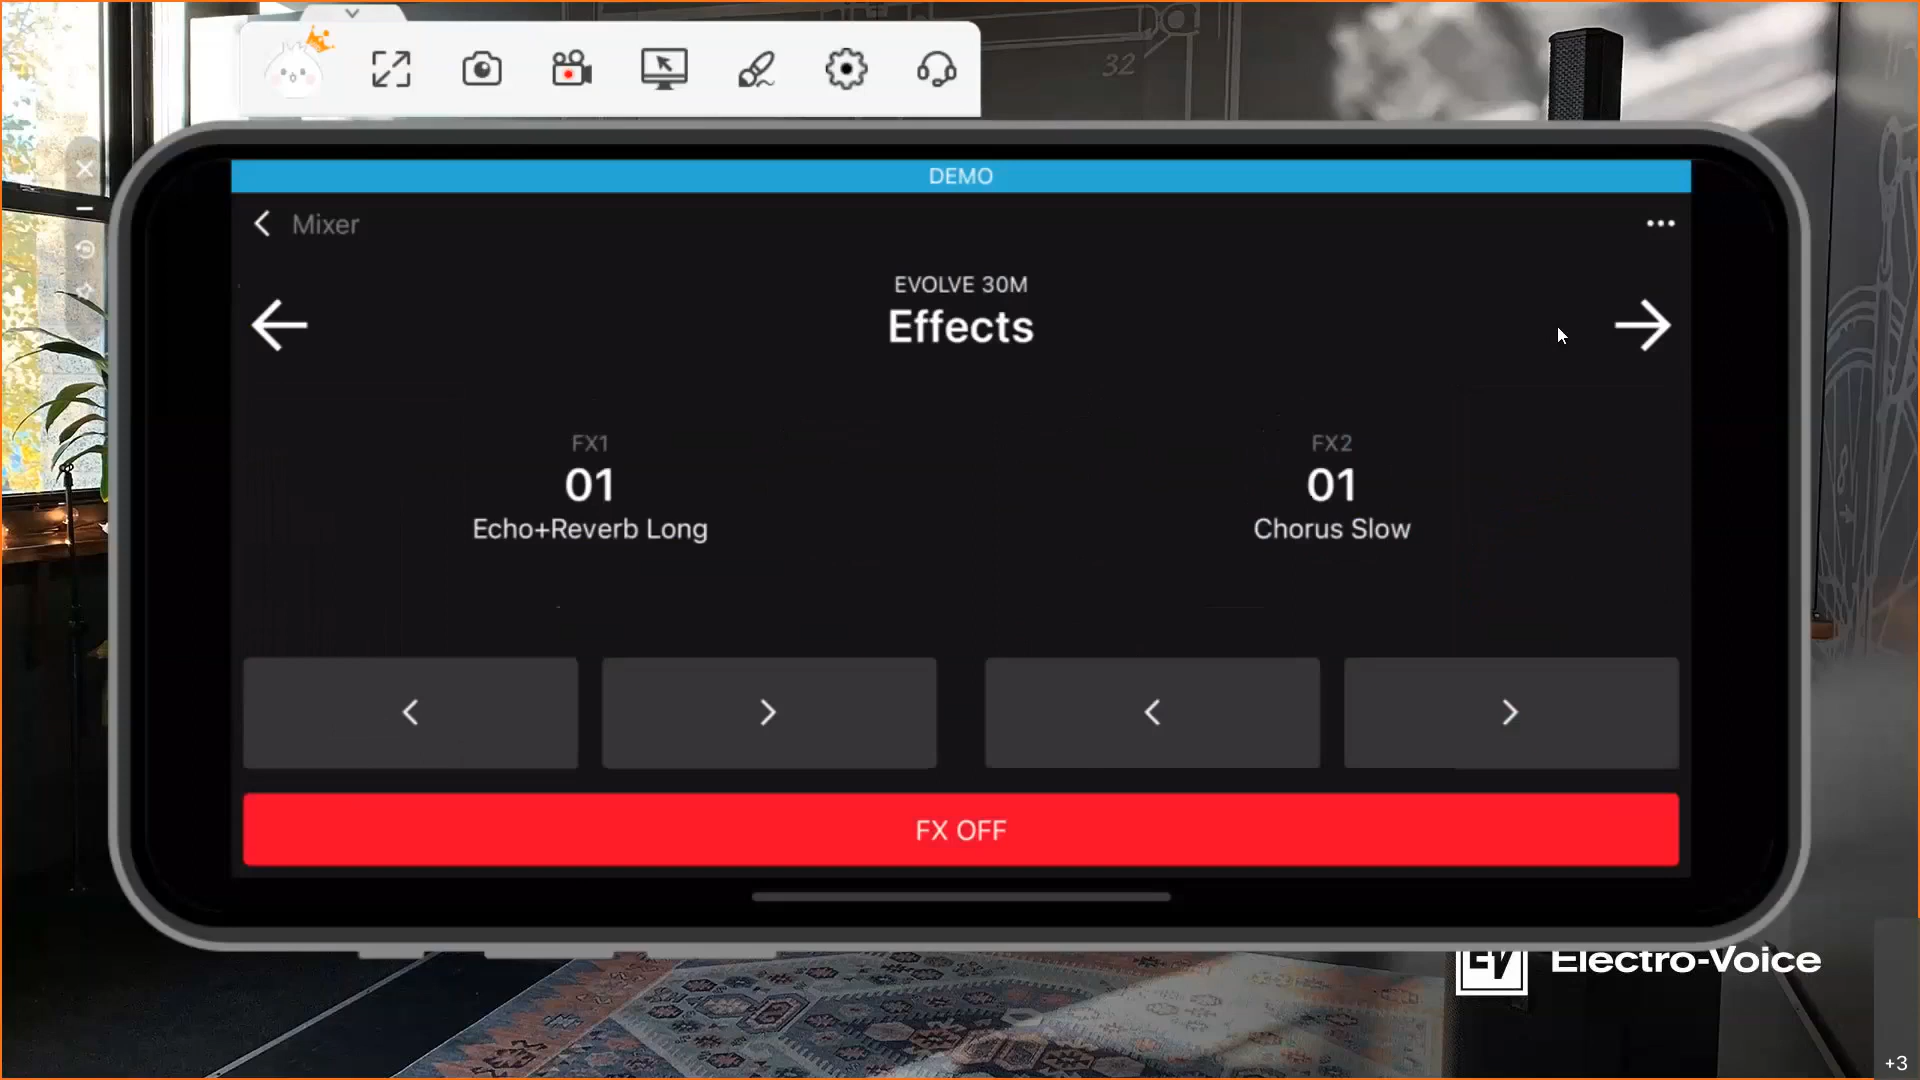 32
DEMO
Mixer
EVOLVE 30M
Effects
FX1
01
Echo+Reverb Long
FX2
01
Chorus Slow
FX OFF
EV Electro-Voice
+3